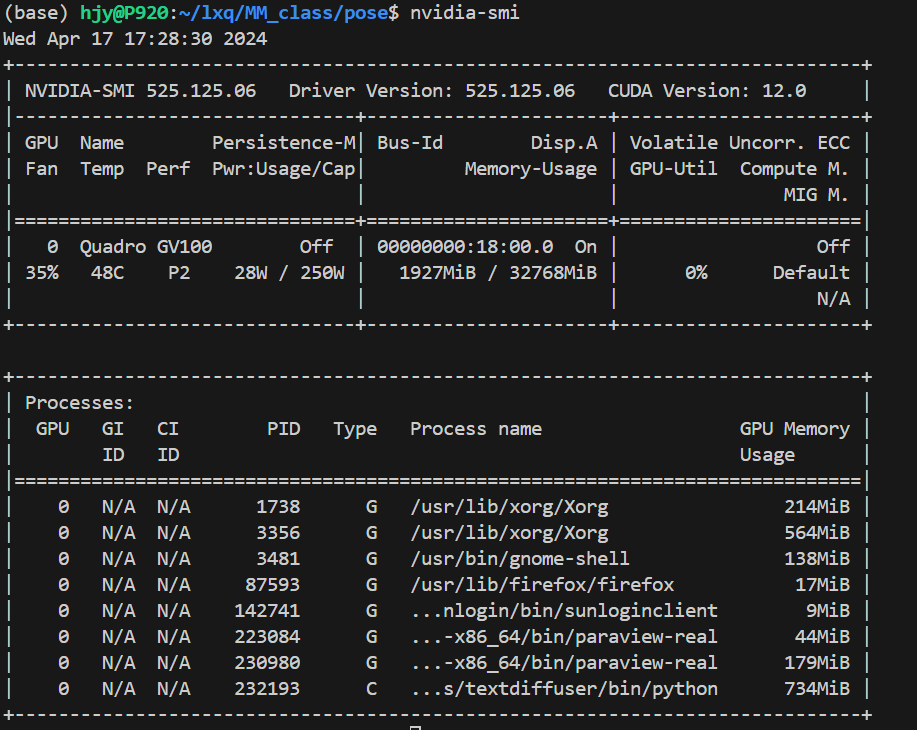 (base) hjy@P920:~/lxq/MM_class/pose$ nvidia-smi
Wed Apr 17 17:28:30 2024
+-----------------------------------------------------------------------------+
| NVIDIA-SMI 525.125.06   Driver Version: 525.125.06   CUDA Version: 12.0     |
|-------------------------------+----------------------+----------------------+
| GPU  Name        Persistence-M| Bus-Id        Disp.A | Volatile Uncorr. ECC |
| Fan  Temp  Perf  Pwr:Usage/Cap|         Memory-Usage | GPU-Util  Compute M. |
|                               |                      |               MIG M. |
|===============================+======================+======================|
|   0  Quadro GV100        Off  | 00000000:18:00.0  On |                  Off |
| 35%   48C    P2    28W / 250W |   1927MiB / 32768MiB |      0%      Default |
|                               |                      |                  N/A |
+-------------------------------+----------------------+----------------------+

+-----------------------------------------------------------------------------+
| Processes:                                                                  |
|  GPU   GI   CI        PID   Type   Process name                  GPU Memory |
|        ID   ID                                                   Usage      |
|=============================================================================|
|    0   N/A  N/A      1738      G   /usr/lib/xorg/Xorg                214MiB |
|    0   N/A  N/A      3356      G   /usr/lib/xorg/Xorg                564MiB |
|    0   N/A  N/A      3481      G   /usr/bin/gnome-shell              138MiB |
|    0   N/A  N/A     87593      G   /usr/lib/firefox/firefox           17MiB |
|    0   N/A  N/A    142741      G   ...nlogin/bin/sunloginclient        9MiB |
|    0   N/A  N/A    223084      G   ...-x86_64/bin/paraview-real       44MiB |
|    0   N/A  N/A    230980      G   ...-x86_64/bin/paraview-real      179MiB |
|    0   N/A  N/A    232193      C   ...s/textdiffuser/bin/python      734MiB |
+-----------------------------------------------------------------------------+